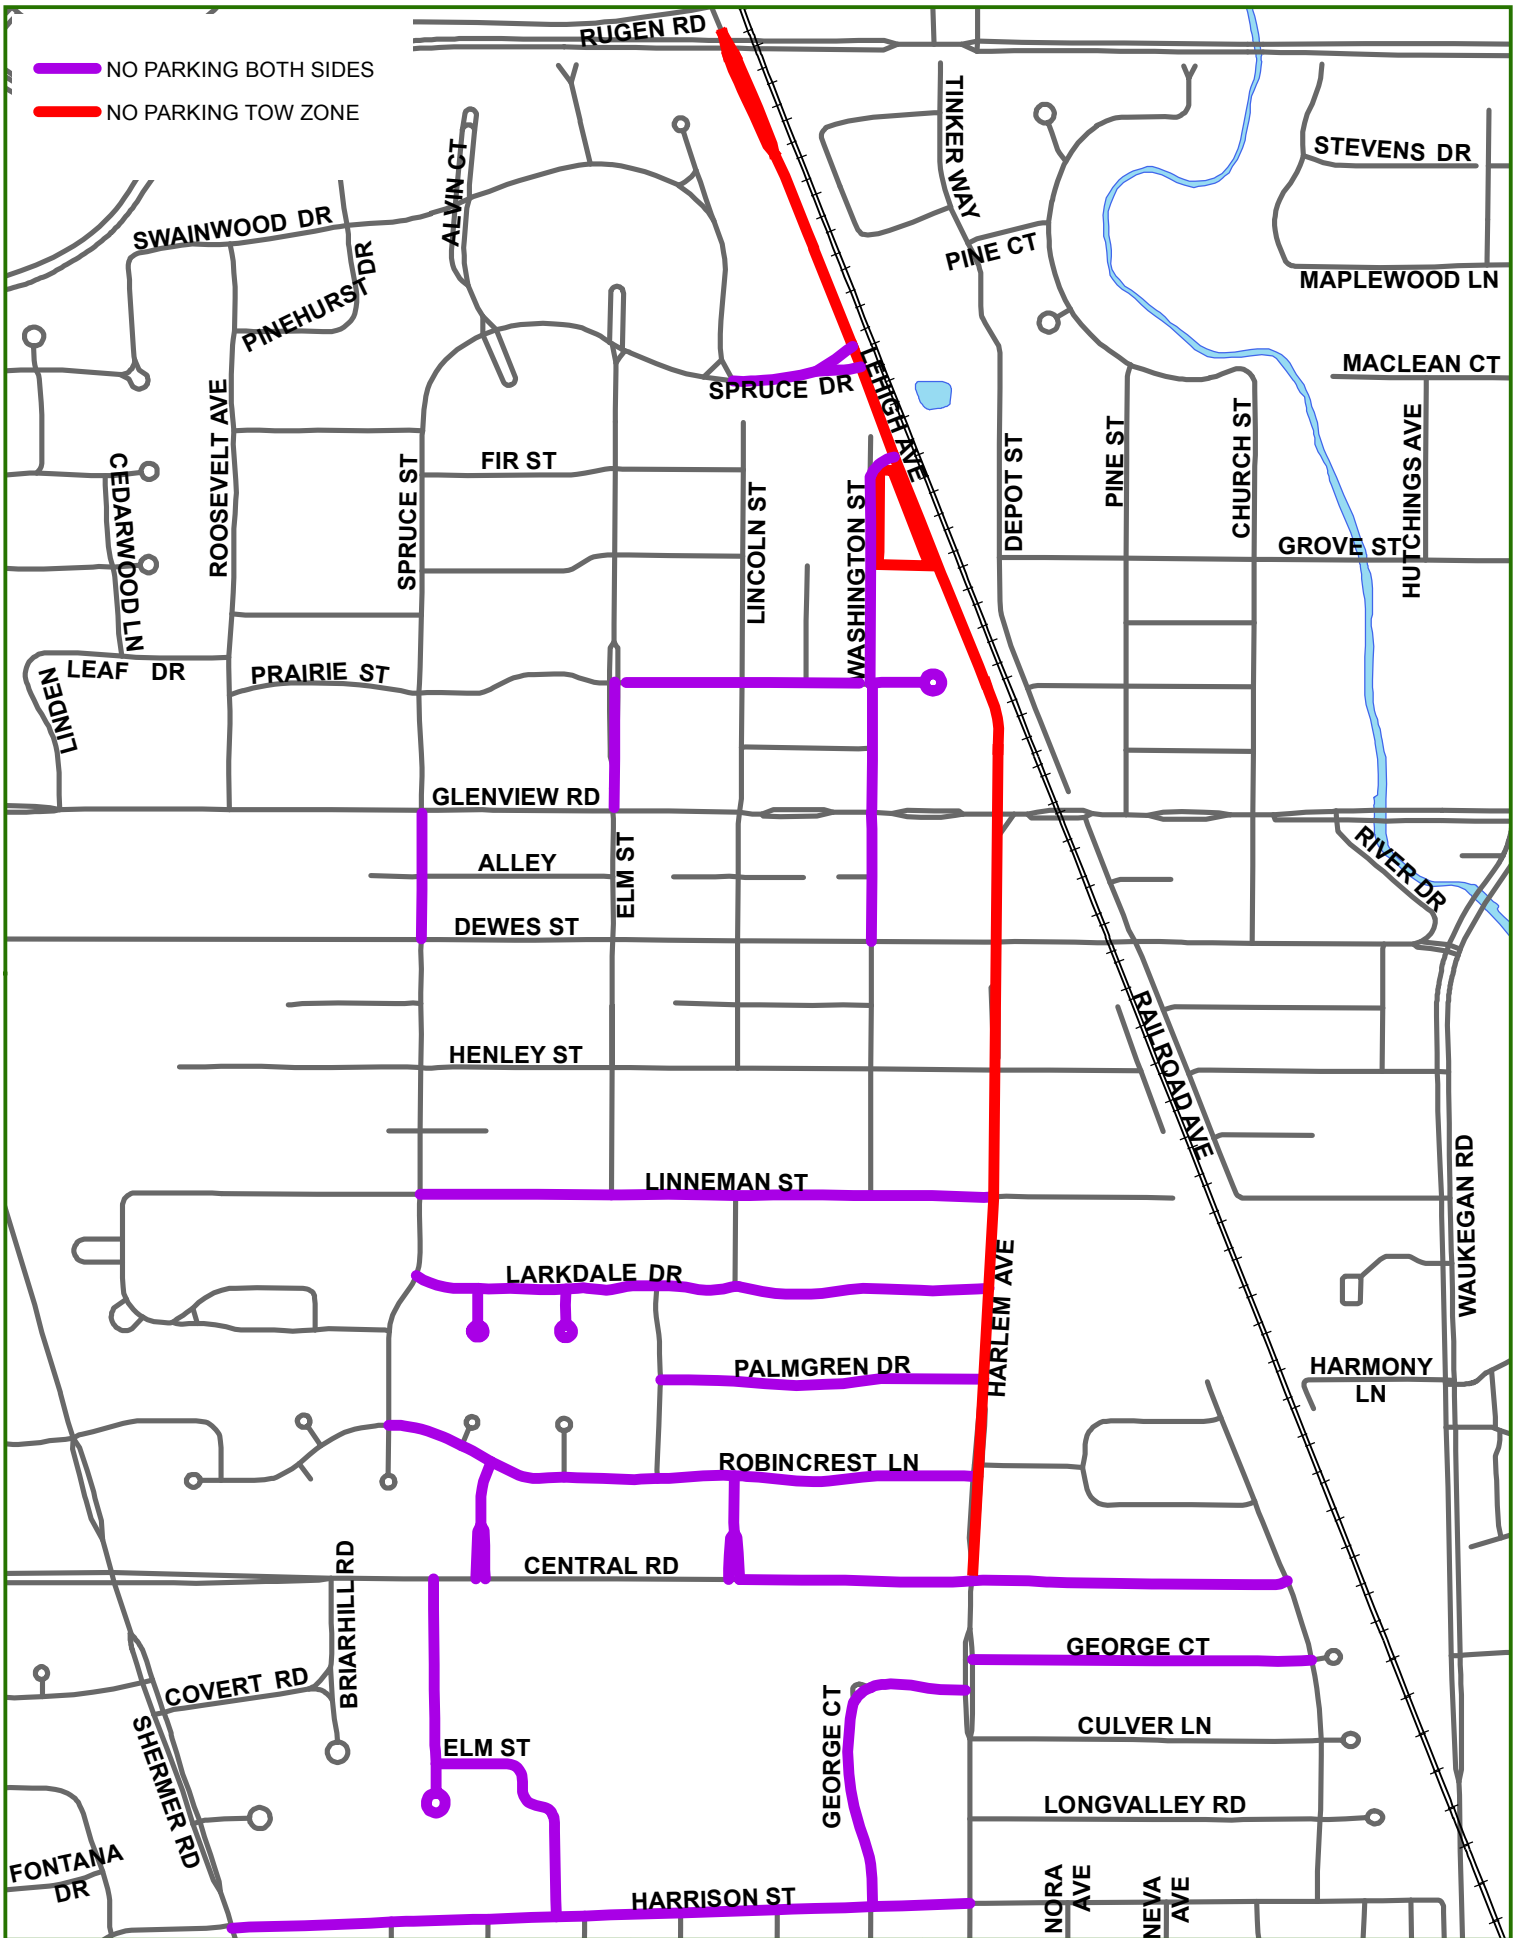 RUGEN RD
NO PARKING BOTH SIDES
NO PARKING TOW ZONE
TINKER WAY
STEVENS DR
ALVIN CT
SWAINWOOD DR
PINE CT
PINEHURST DR
MAPLEWOOD LN
LEHIGH AVE
MACLEAN CT
SPRUCE DR
ROOSEVELT AVE
FIR ST
CEDARWOOD LN
SPRUCE ST
LINCOLN ST
WASHINGTON ST
DEPOT ST
PINE ST
CHURCH ST
HUTCHINGS AVE
GROVE ST
LINDEN
LEAF DR
PRAIRIE ST
GLENVIEW RD
ALLEY
ELM ST
RIVER DR
DEWES ST
HENLEY ST
RAILROAD AVE
WAUKEGAN RD
LINNEMAN ST
LARKDALE DR
HARLEM AVE
PALMGREN DR
HARMONY
LN
ROBINCREST LN
CENTRAL RD
BRIARHILL RD
COVERT RD
GEORGE CT
SHERMER RD
ELM ST
GEORGE CT
CULVER LN
LONGVALLEY RD
FONTANA
DR
HARRISON ST
NORA
AVE
NEVA
AVE